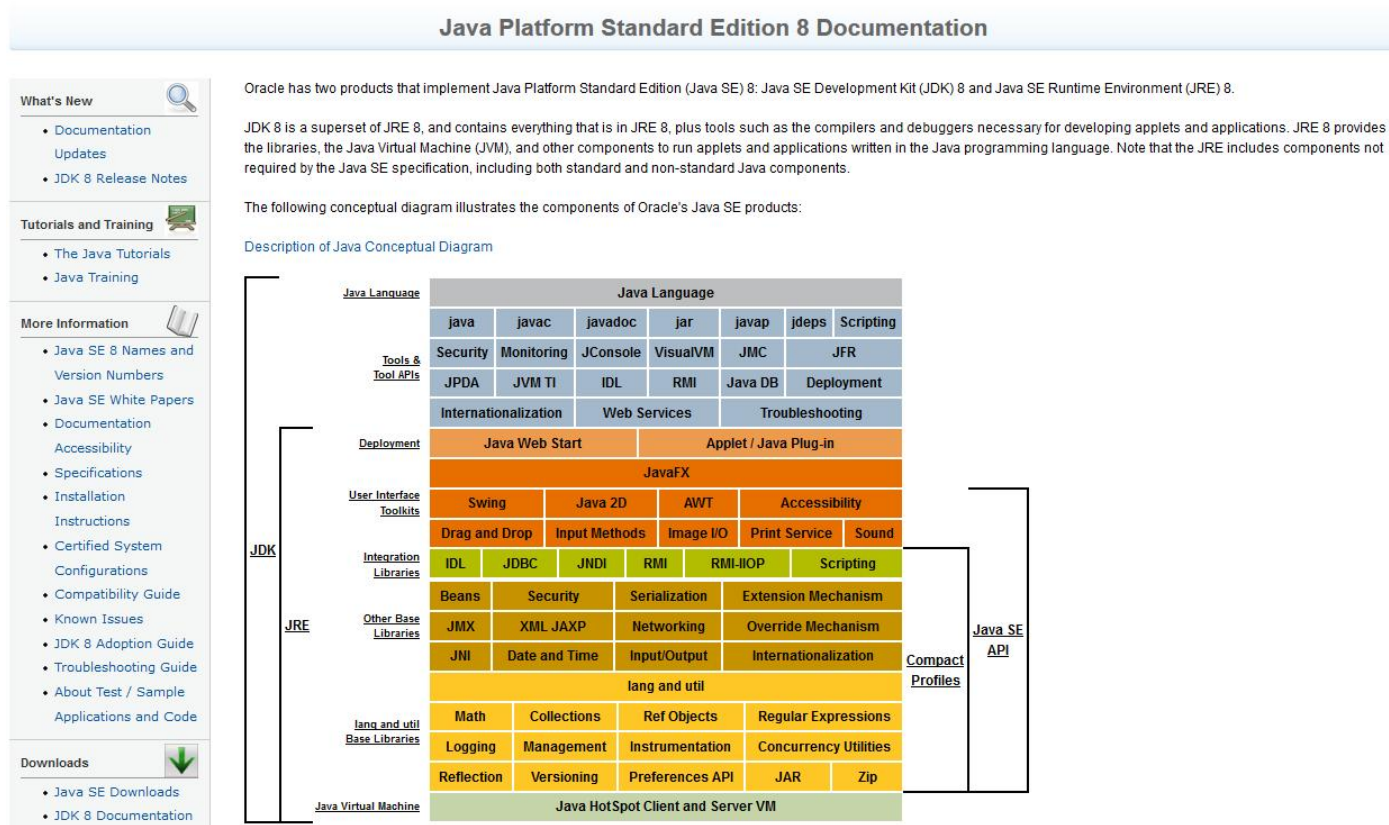 Java Platform Standard Edition 8 Documentation
What's New
• Documentation
Updates
• JDK 8 Release Notes
Tutorials and Training
• The Java Tutorials
• Java Training
More Information
• Java SE 8 Names and
Version Numbers
• Java SE White Papers
• Documentation
Accessibility
• Specifications
• Installation
Instructions
• Certified System
Configurations
• Compatibility Guide
• Known Issues
• JDK 8 Adoption Guide
• Troubleshooting Guide
• About Test / Sample
Applications and Code
Downloads
• Java SE Downloads
• JDK 8 Documentation
Oracle has two products that implement Java Platform Standard Edition (Java SE) 8: Java SE Development Kit (JDK) 8 and Java SE Runtime Environment (JRE) 8.
JDK 8 is a superset of JRE 8, and contains everything that is in JRE 8, plus tools such as the compilers and debuggers necessary for developing applets and applications. JRE 8 provides
the libraries, the Java Virtual Machine (JVM), and other components to run applets and applications written in the Java programming language. Note that the JRE includes components not
required by the Java SE specification, including both standard and non-standard Java components.
The following conceptual diagram illustrates the components of Oracle's Java SE products:
Description of Java Conceptual Diagram
Java Language Java Language
java javac javadoc jar javap jdeps Scripting
Tools &
Tool APIs
Security Monitoring JConsole VisualVM JMC JFR
JPDA JVM TI IDL RMI Java DB Deployment
Internationalization Web Services Troubleshooting
Deployment Java Web Start Applet / Java Plug-in
JavaFX
User Interface
Toolkits
Swing Java 2D AWT Accessibility
Drag and Drop Input Methods Image I/O Print Service Sound
JDK
Integration
Libraries
IDL JDBC JNDI RMI RMI-IIOP Scripting
Beans Security Serialization Extension Mechanism
JRE
Other Base
Libraries
JMX XML JAXP Networking Override Mechanism
JNI Date and Time Input/Output Internationalization
Java SE
API
Compact
Profiles
lang and util
lang and util
Base Libraries
Math Collections Ref Objects Regular Expressions
Logging Management Instrumentation Concurrency Utilities
Reflection Versioning Preferences API JAR Zip
Java Virtual Machine Java HotSpot Client and Server VM